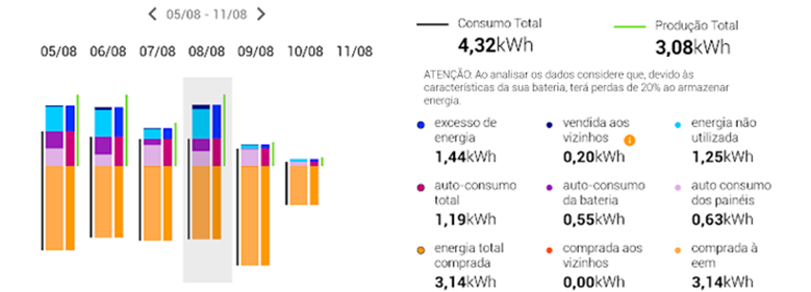 05/08 - 11/08
05/08 06/08 07/08 08/08 09/08 10/08 11/08
Consumo Total
4,32kWh
Produção Total
3,08kWh
ATENÇÃO: Ao analisar os dados considere que, devido às
características da sua bateria, terá perdas de 20% ao armazenar
energia.
excesso de
energia
1,44kWh
vendida aos
vizinhos
0,20kWh
energia não
utilizada
1,25kWh
auto-consumo
total
1,19kWh
auto-consumo
da bateria
0,55kWh
auto consumo
dos painéis
0,63kWh
energia total
comprada
3,14kWh
comprada aos
vizinhos
0,00kWh
comprada à
eem
3,14kWh